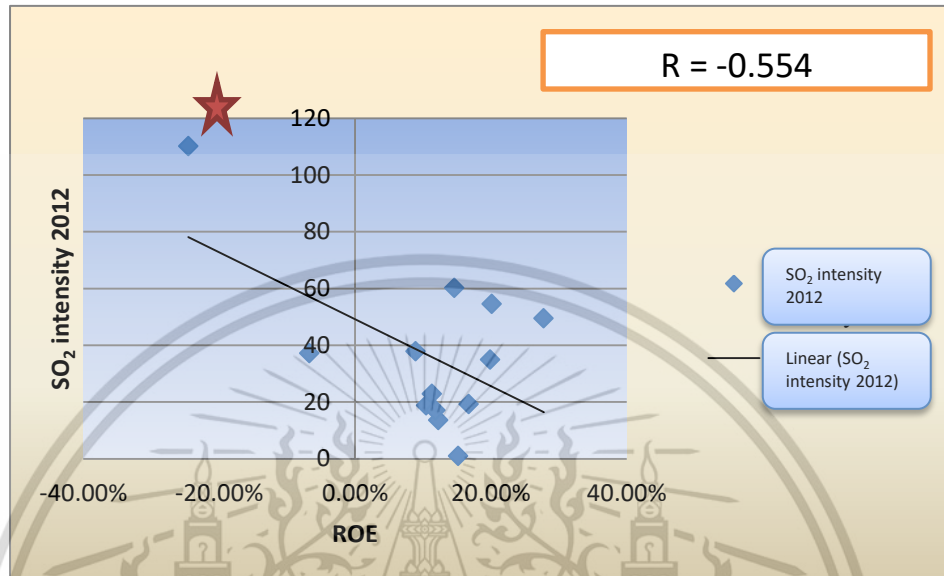 R = -0.554
120
100
80
60
40
20
0
-40.00%
-20.00%
0.00%
20.00%
40.00%
SO₂ intensity 2012
ROE
SO₂ intensity
2012
Linear (SO₂
intensity 2012)